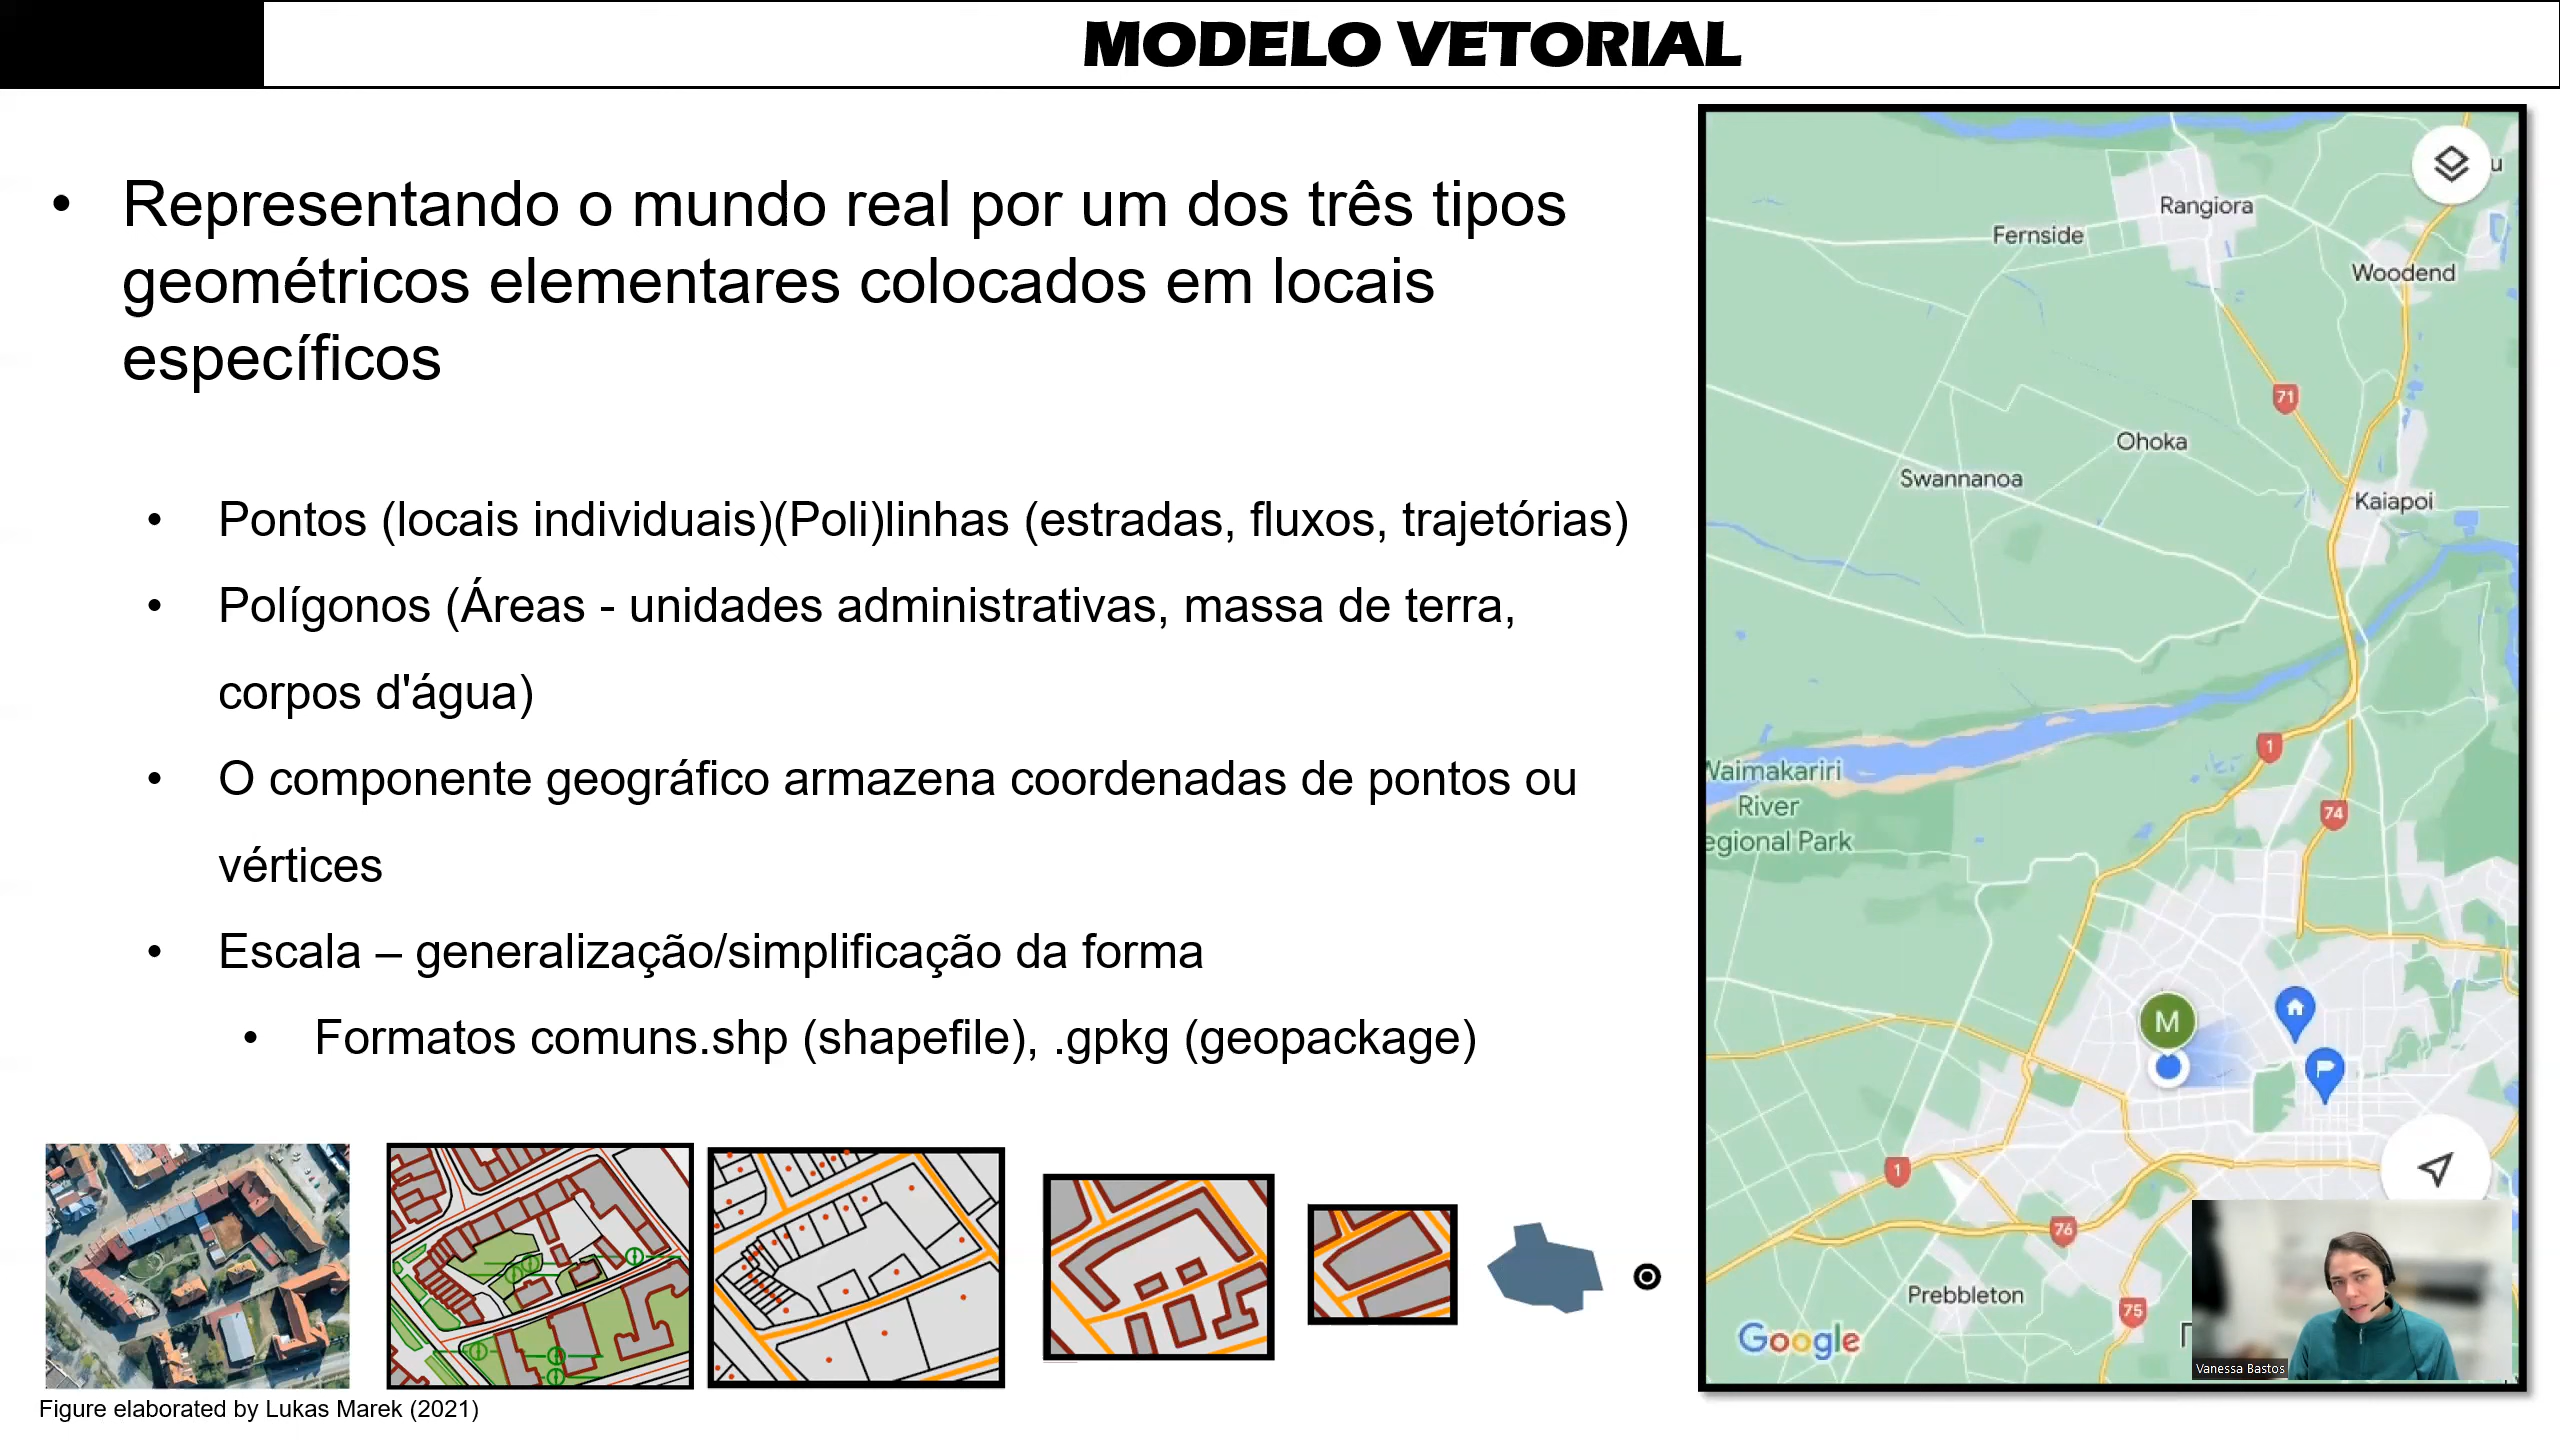 MODELO VETORIAL
• Representando o mundo real por um dos três tipos
geométricos elementares colocados em locais
específicos
• Pontos (locais individuais)(Poli)linhas (estradas, fluxos, trajetórias)
• Polígonos (Áreas - unidades administrativas, massa de terra,
corpos d'água)
• O componente geográfico armazena coordenadas de pontos ou
vértices
• Escala – generalização/simplificação da forma
• Formatos comuns.shp (shapefile), .gpkg (geopackage)
Figure elaborated by Lukas Marek (2021)
u
Rangiora
Fernside
Woodend
71
Ohoka
Swannanoa
Kaiapoi
1
Waimakariri
River
egional Park
74
M
1
76
Prebbleton
75
Google
Vanessa Bastos